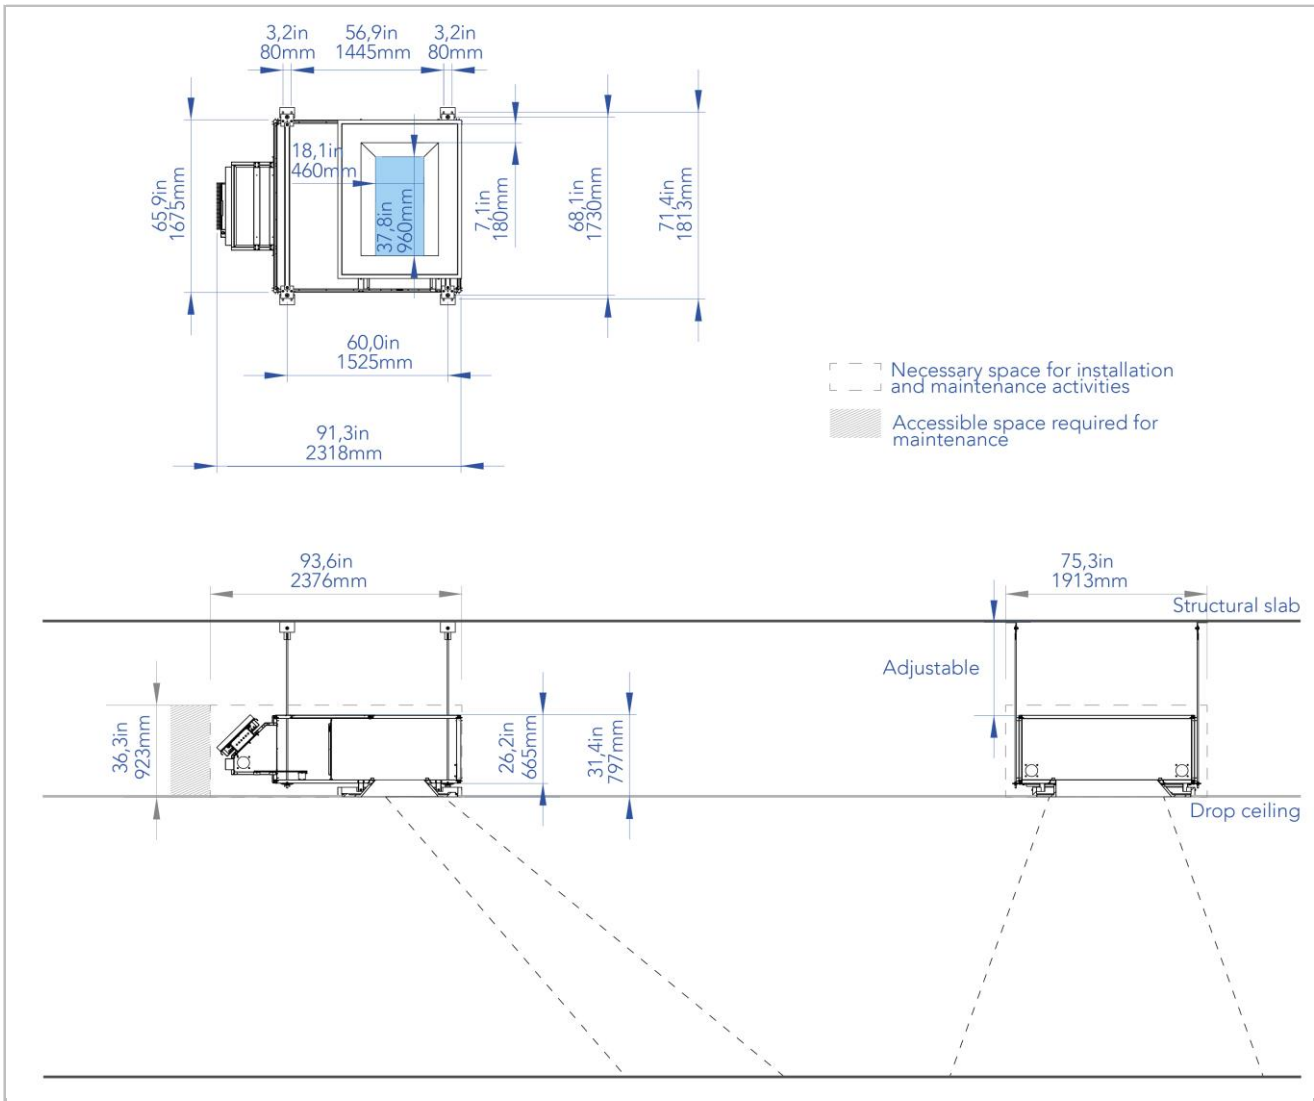 3,2in
80mm
56,9in
1445mm
3,2in
80mm
18,1in
460mm
37,8in
960mm
65,9in
1675mm
7,1in
180mm
68,1in
1730mm
71,4in
1813mm
60,0in
1525mm
91,3in
2318mm
Necessary space for installation
and maintenance activities
Accessible space required for
maintenance
93,6in
2376mm
75,3in
1913mm
Structural slab
Adjustable
36,3in
923mm
26,2in
665mm
31,4in
797mm
Drop ceiling